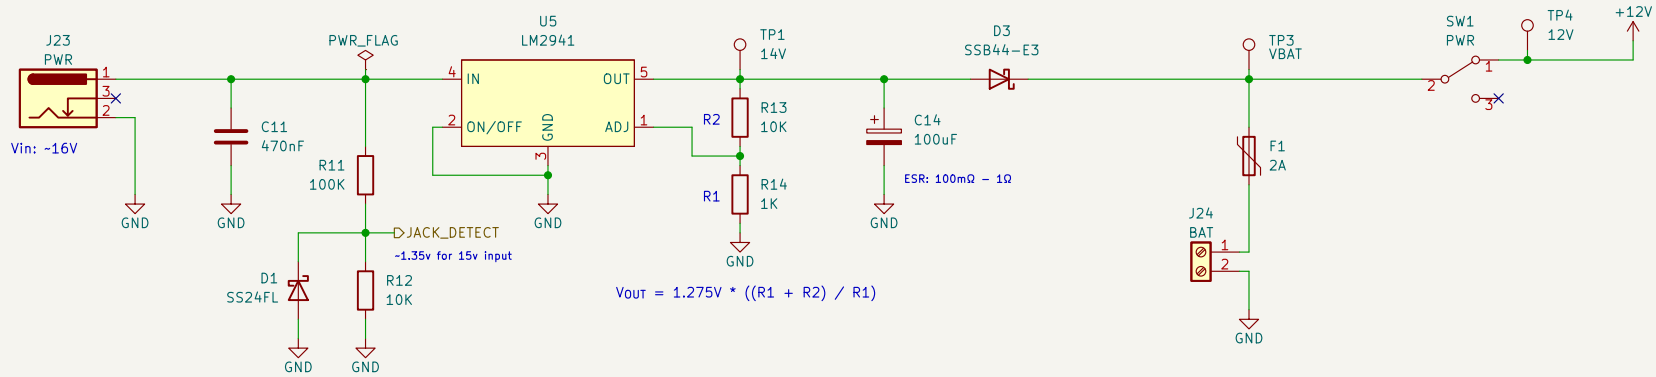 J23
PWR
1
3
2
Vin: ~16V
GND
C11
470nF
GND
PWR_FLAG
R11
100K
JACK_DETECT
~1.35v for 15v input
D1
SS24FL
GND
R12
10K
GND
U5
LM2941
4
IN
OUT
5
2
ON/OFF
GND
ADJ
1
3
GND
TP1
14V
R2
R13
10K
R1
R14
1K
GND
VOUT = 1.275V * ((R1 + R2) / R1)
+
C14
100uF
ESR: 100mΩ - 1Ω
GND
D3
SSB44-E3
TP3
VBAT
F1
2A
J24
BAT
1
2
GND
SW1
PWR
1
2
3
TP4
12V
+12V